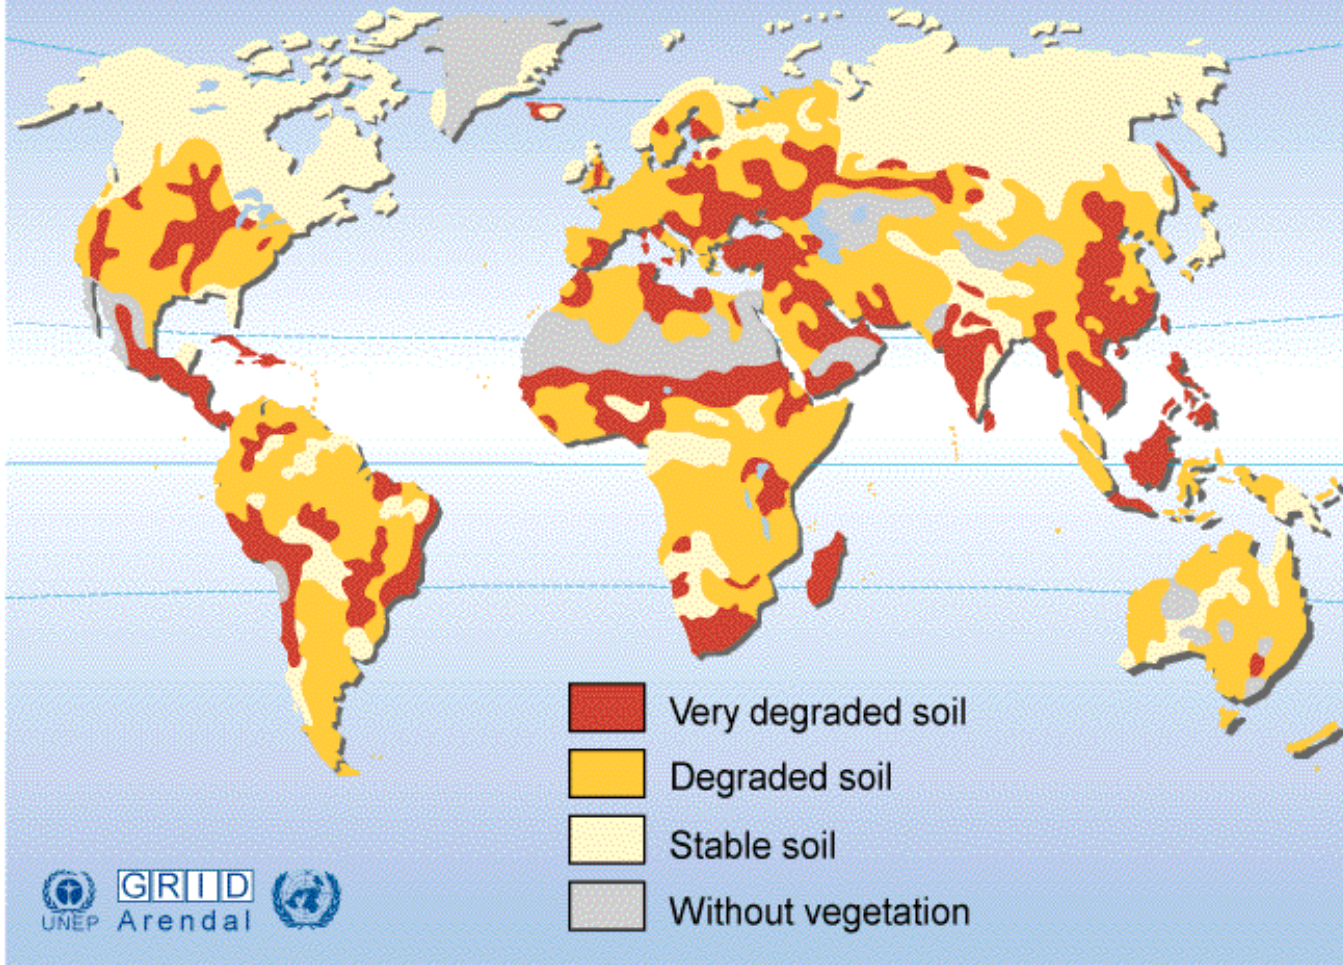 Very degraded soil
Degraded soil
Stable soil
Without vegetation
GRID
UNEP Arendal